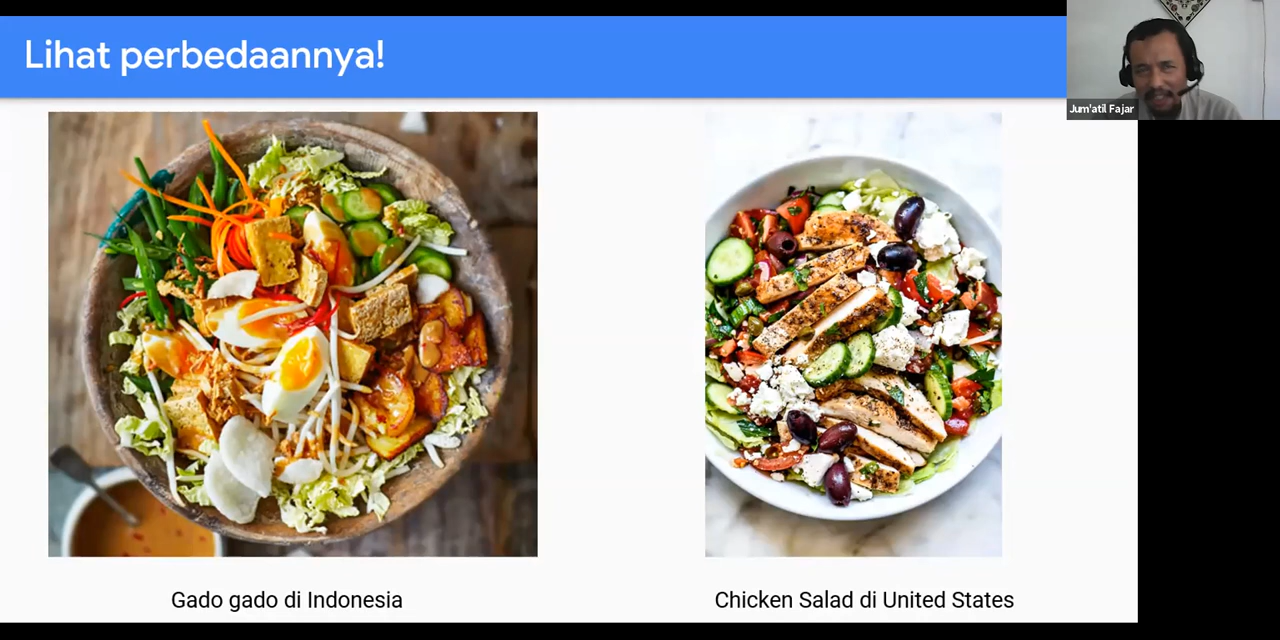 Lihat perbedaannya!
Jum'atil Fajar
Gado gado di Indonesia
Chicken Salad di United States